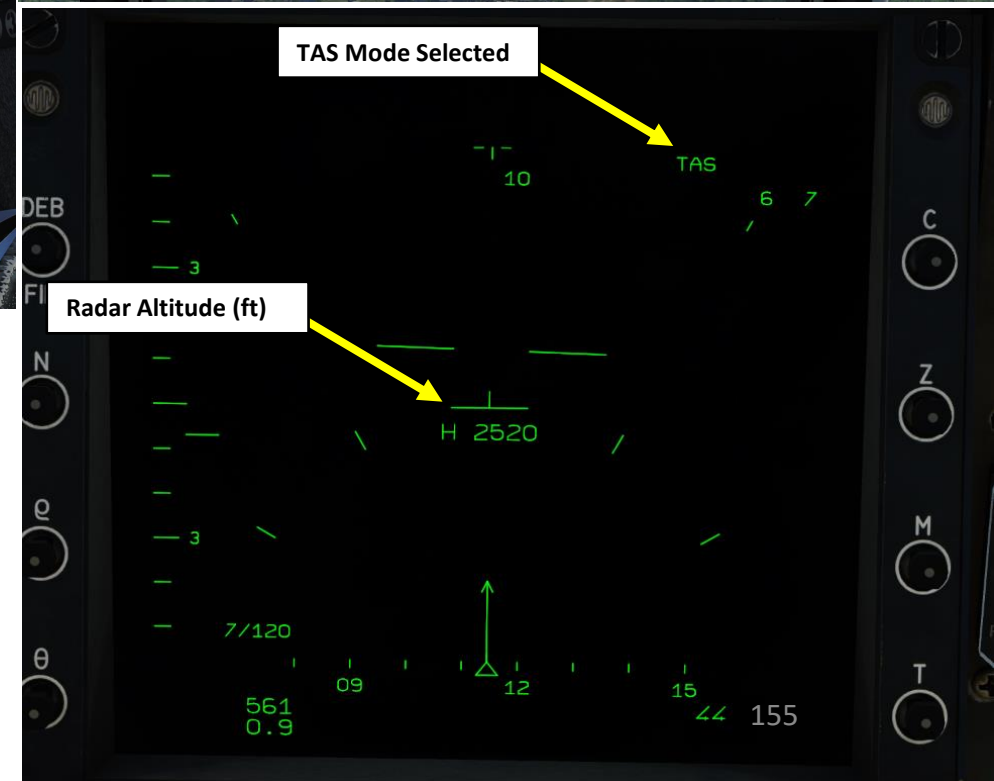 TAS Mode Selected
TAS
10
6 7
DEB
C
3
Radar Altitude (ft)
N
Z
H 2520
M
3
7/120
θ
T
09
12
15
561
44
155
0.9